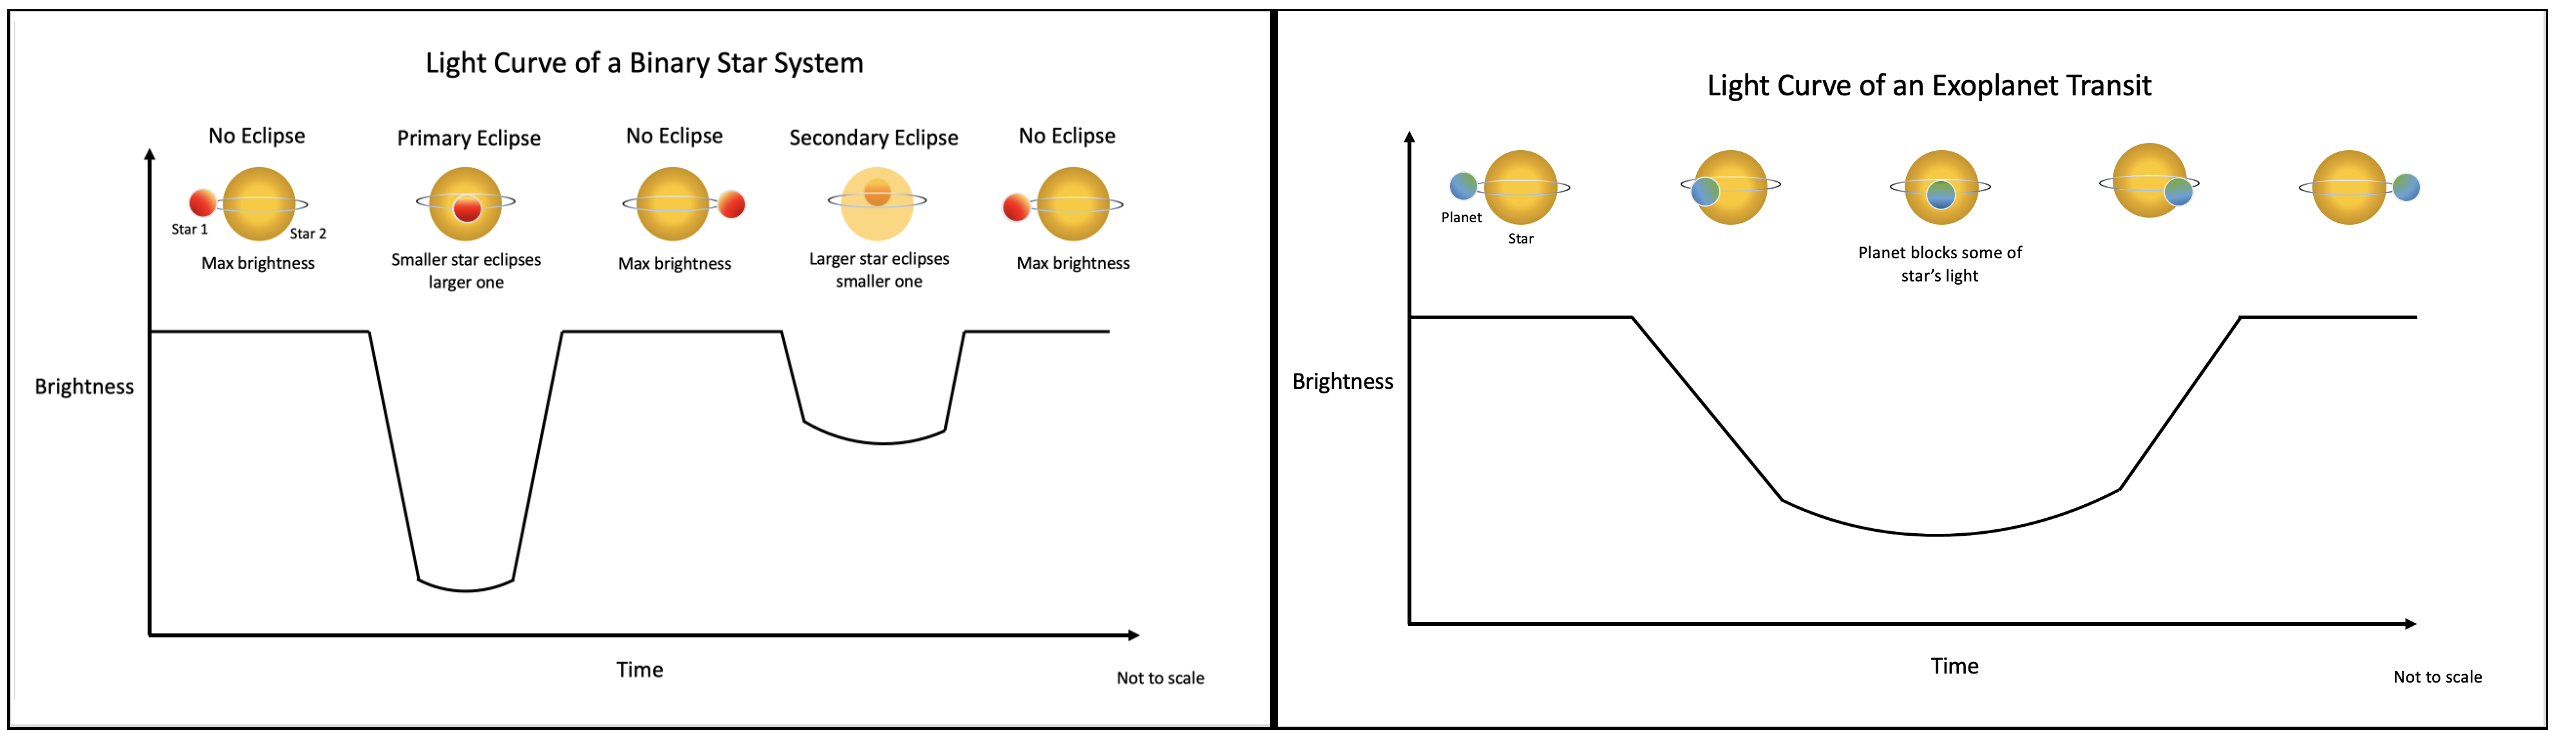 Light Curve of a Binary Star System
No Eclipse
Primary Eclipse
No Eclipse
Secondary Eclipse
No Eclipse
Star 1
Star 2
Max brightness
Smaller star eclipses
larger one
Max brightness
Larger star eclipses
smaller one
Max brightness
Brightness
Time
Not to scale
Light Curve of an Exoplanet Transit
Planet
Star
Planet blocks some of
star's light
Brightness
Time
Not to scale